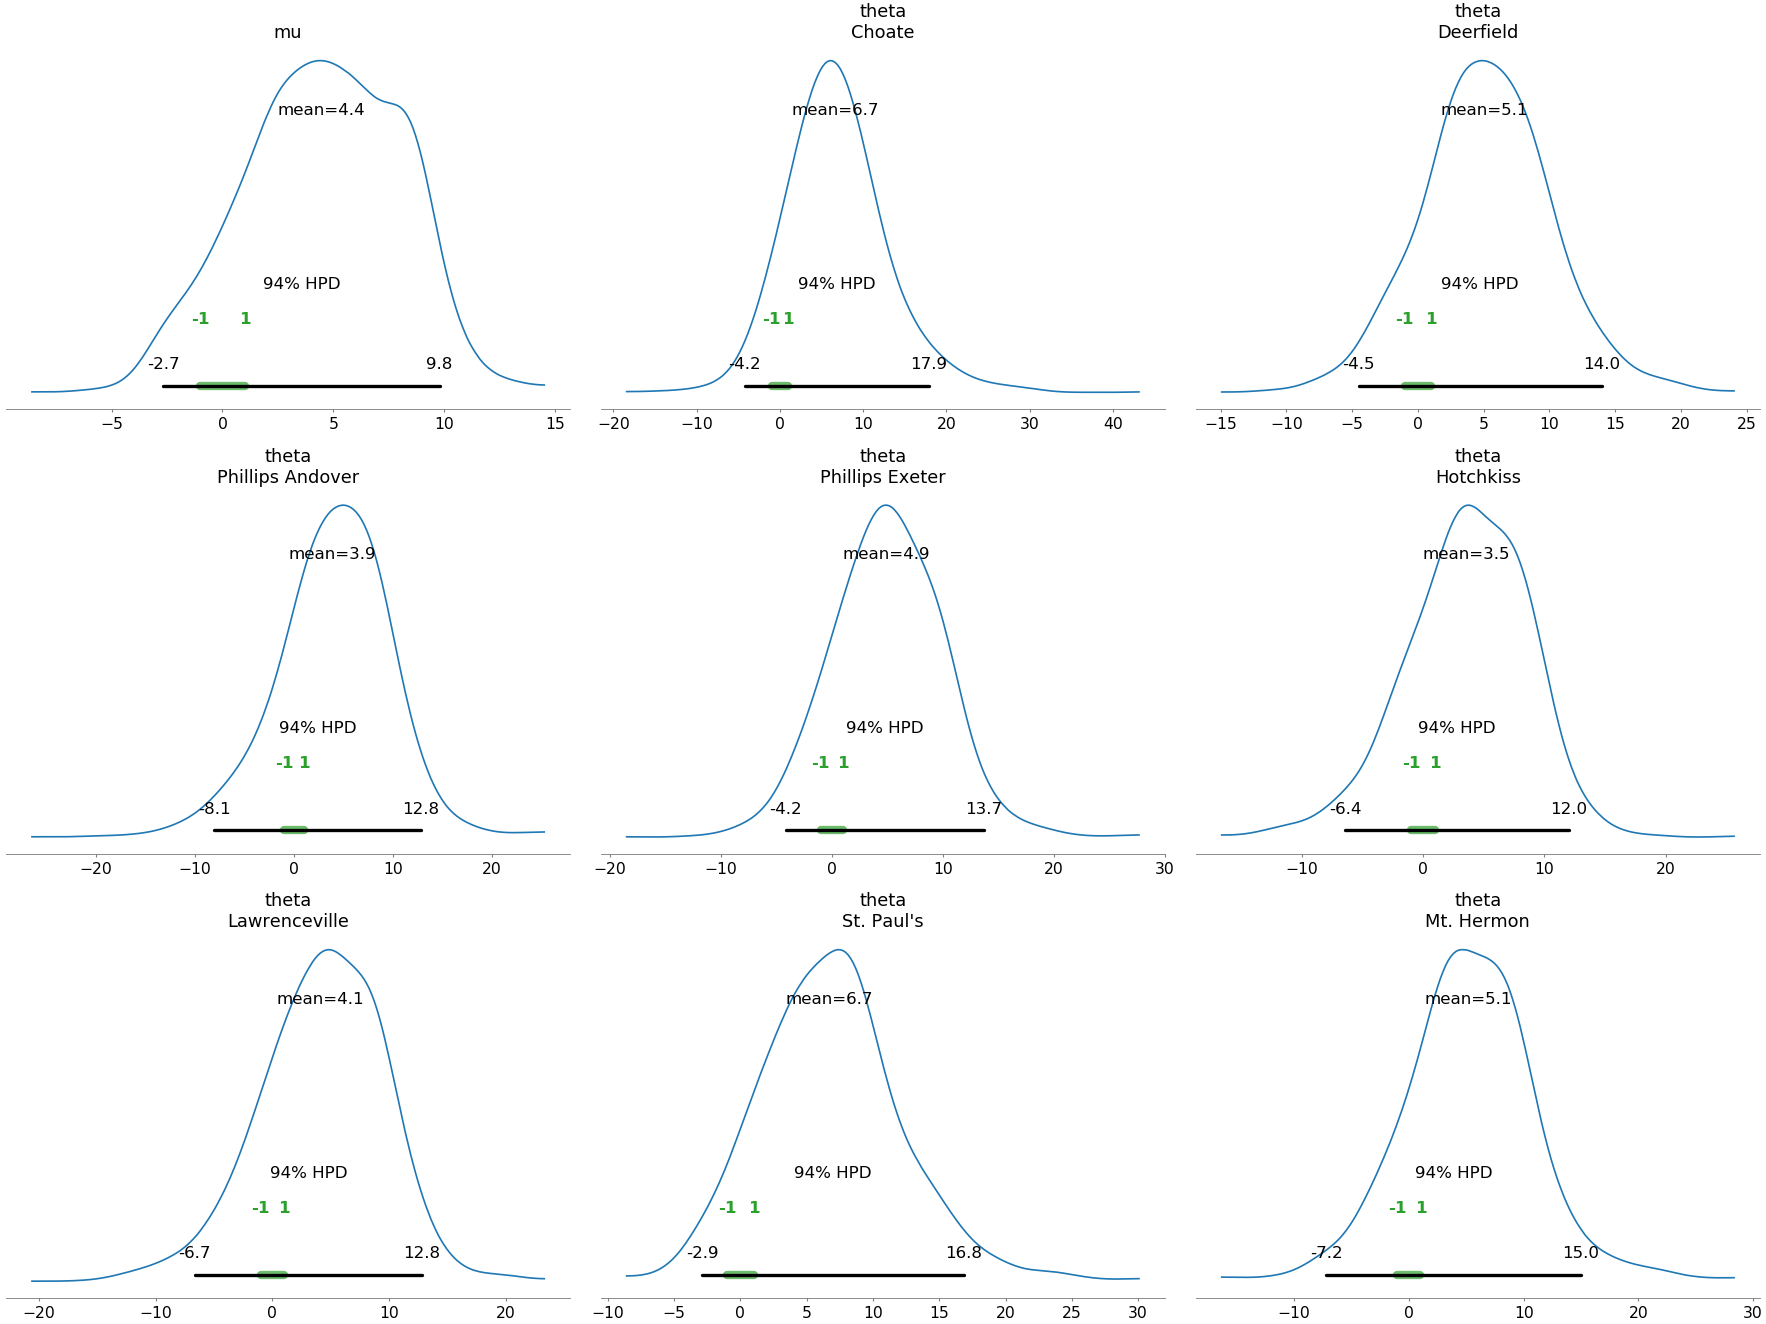 mu
mean=4.4
94% HPD
-1 1
-2.7 9.8
−5 0 5 10 15
theta
Choate
mean=6.7
94% HPD
-1 1
-4.2 17.9
−20 −10 0 10 20 30 40
theta
Deerfield
mean=5.1
94% HPD
-1 1
-4.5 14.0
−15 −10 −5 0 5 10 15 20 25
theta
Phillips Andover
mean=3.9
94% HPD
-1 1
-8.1 12.8
−20 −10 0 10 20
theta
Phillips Exeter
mean=4.9
94% HPD
-1 1
-4.2 13.7
−20 −10 0 10 20 30
theta
Hotchkiss
mean=3.5
94% HPD
-1 1
-6.4 12.0
−10 0 10 20
theta
Lawrenceville
mean=4.1
94% HPD
-1 1
-6.7 12.8
−20 −10 0 10 20
theta
St. Paul's
mean=6.7
94% HPD
-1 1
-2.9 16.8
−10 −5 0 5 10 15 20 25 30
theta
Mt. Hermon
mean=5.1
94% HPD
-1 1
-7.2 15.0
−10 0 10 20 30